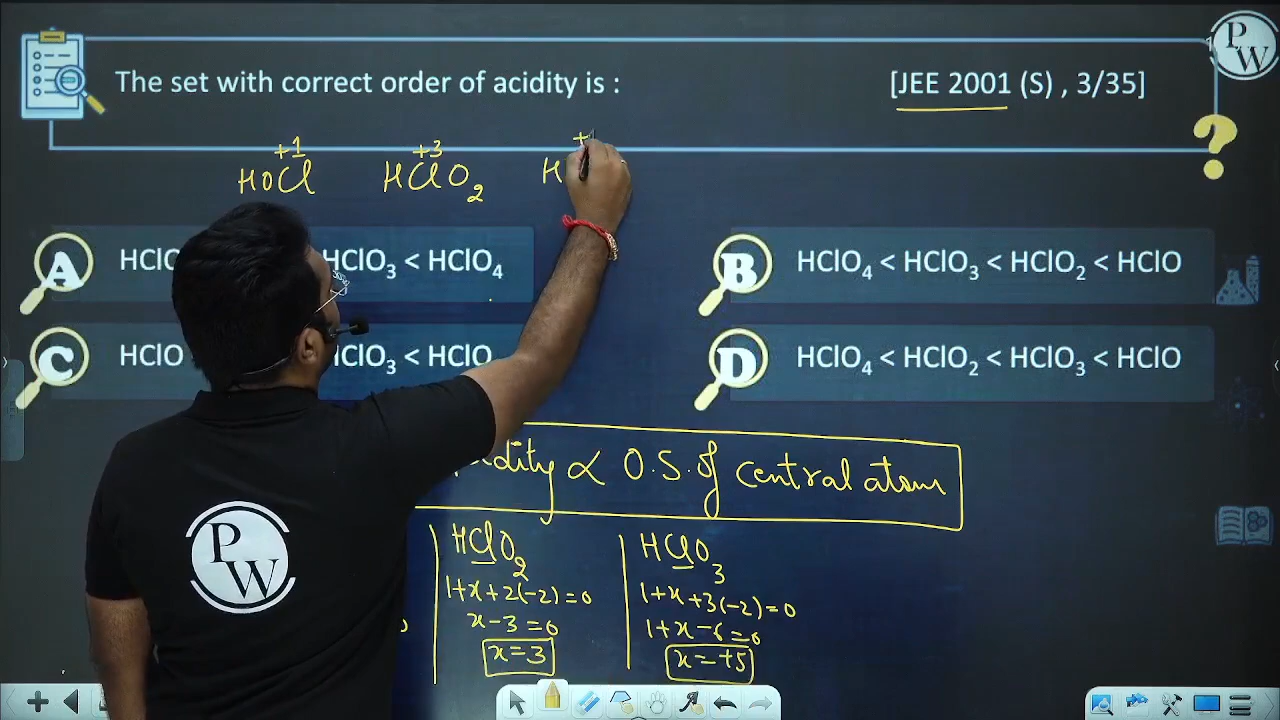 The set with correct order of acidity is :
[JEE 2001 (S) , 3/35]
PW
?
+1 +3 +
HOCl HClO₂ H
A HClO HClO₃ < HClO₄
B HClO₄ < HClO₃ < HClO₂ < HClO
C HClO HClO₃ < HClO
D HClO₄ < HClO₂ < HClO₃ < HClO
∝ O.S. of central atom
HClO₂
1+x+2(-2)=0
x-3=0
x=3
HClO₃
1+x+3(-2)=0
1+x-6=0
x=+5
PW